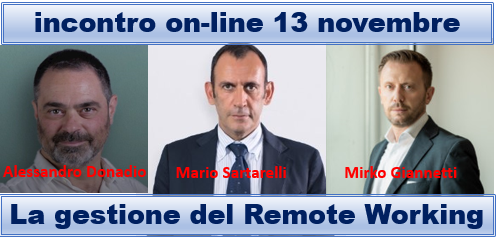 incontro on-line 13 novembre
Alessandro Donadio
Mario Sartarelli
Mirko Giannatti
La gestione del Remote Working